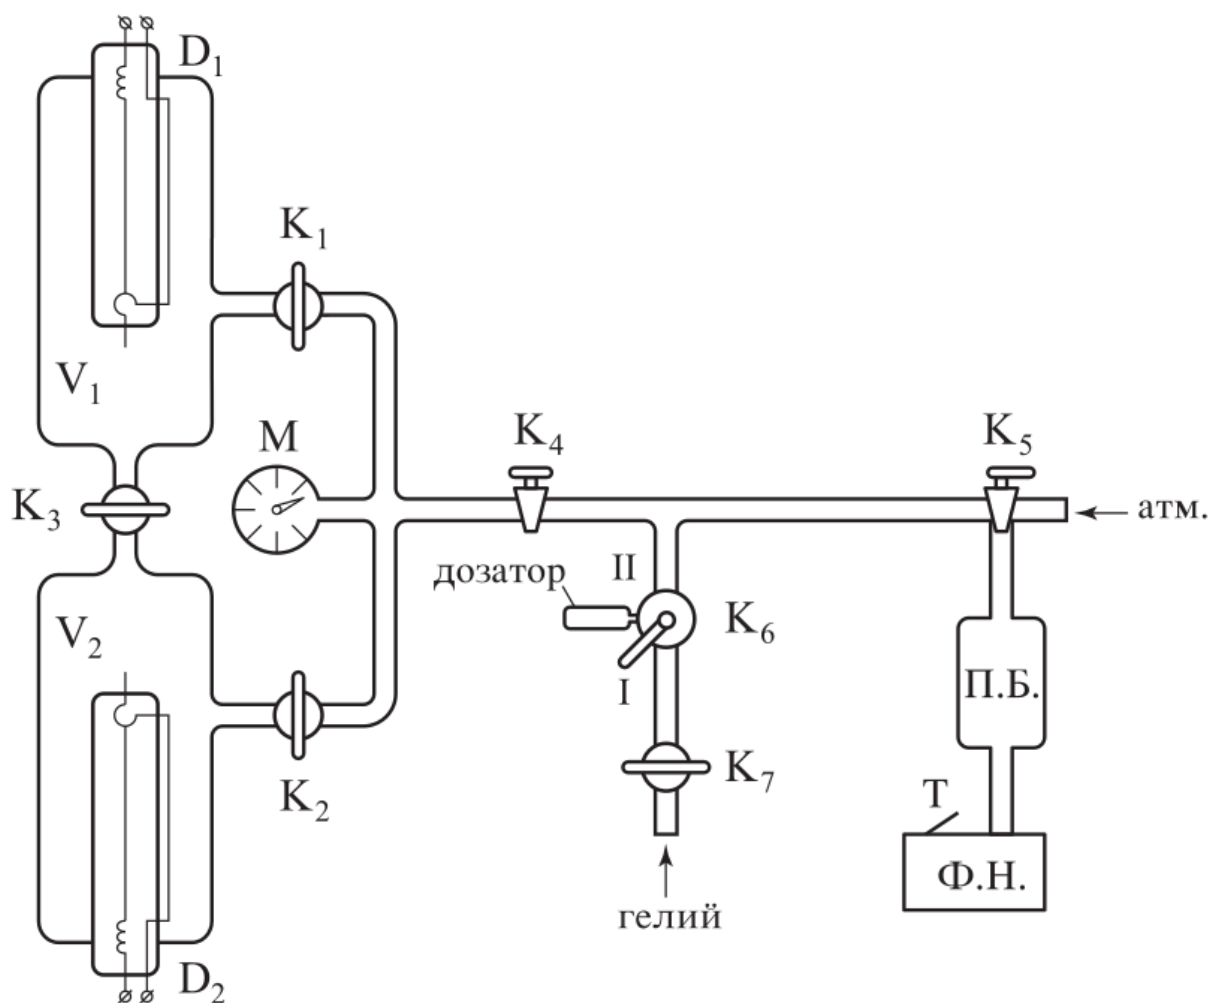 D₁
K₁
V₁
M
K₃
K₄
K₅
атм.
дозатор
II
K₆
V₂
I
П.Б.
K₂
K₇
T
Ф.Н.
гелий
D₂